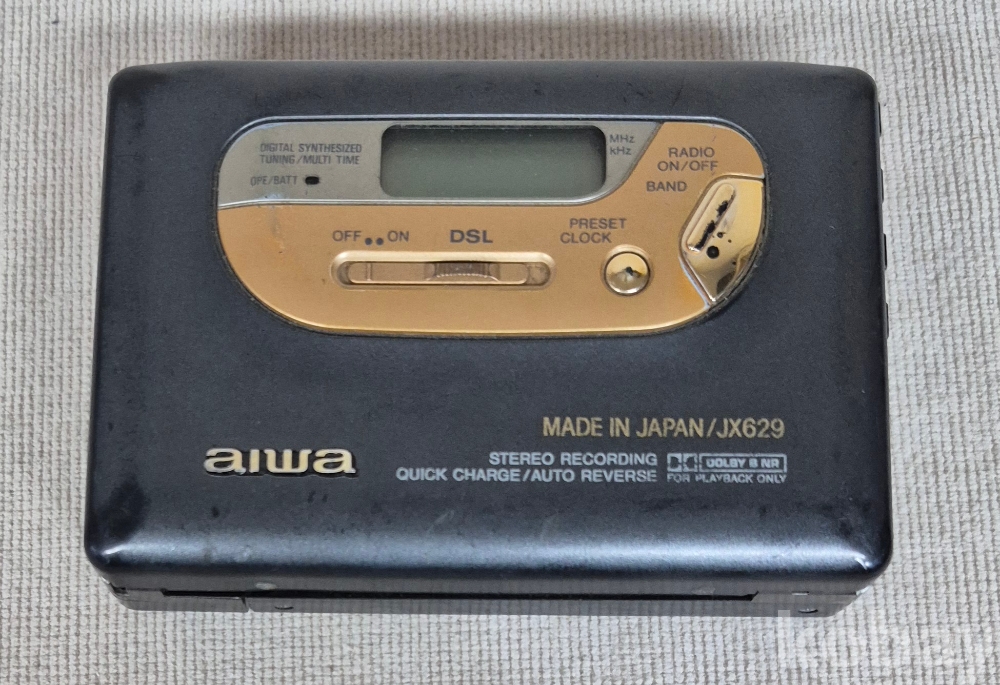 DIGITAL SYNTHESIZED
TUNING/MULTI TIME
OPE/BATT
MHz
kHz
RADIO
ON/OFF
BAND
OFF ON DSL
PRESET
CLOCK
MADE IN JAPAN/JX629
aiwa
STEREO RECORDING DOLBY B NR
QUICK CHARGE/AUTO REVERSE FOR PLAYBACK ONLY